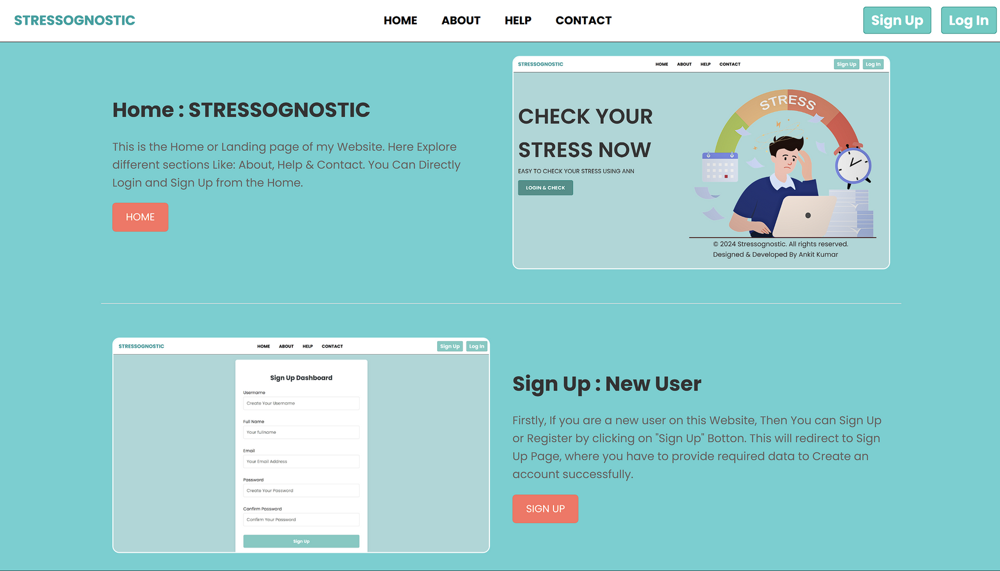 STRESSOGNOSTIC
HOME ABOUT HELP CONTACT
Sign Up Log In
Home : STRESSOGNOSTIC
This is the Home or Landing page of my Website. Here Explore
different sections Like: About, Help & Contact. You Can Directly
Login and Sign Up from the Home.
HOME
STRESSOGNOSTIC
HOME ABOUT HELP CONTACT
Sign Up Log In
CHECK YOUR
STRESS NOW
EASY TO CHECK YOUR STRESS USING ANN
LOGIN & CHECK
STRESS
© 2024 Stressognostic. All rights reserved.
Designed & Developed By Ankit Kumar
STRESSOGNOSTIC
HOME ABOUT HELP CONTACT
Sign Up Log In
Sign Up Dashboard
Username
Create Your Username
Full Name
Your fullname
Email
Your Email Address
Password
Create Your Password
Confirm Password
Confirm Your Password
Sign Up
Sign Up : New User
Firstly, If you are a new user on this Website, Then You can Sign Up
or Register by clicking on "Sign Up" Botton. This will redirect to Sign
Up Page, where you have to provide required data to Create an
account successfully.
SIGN UP